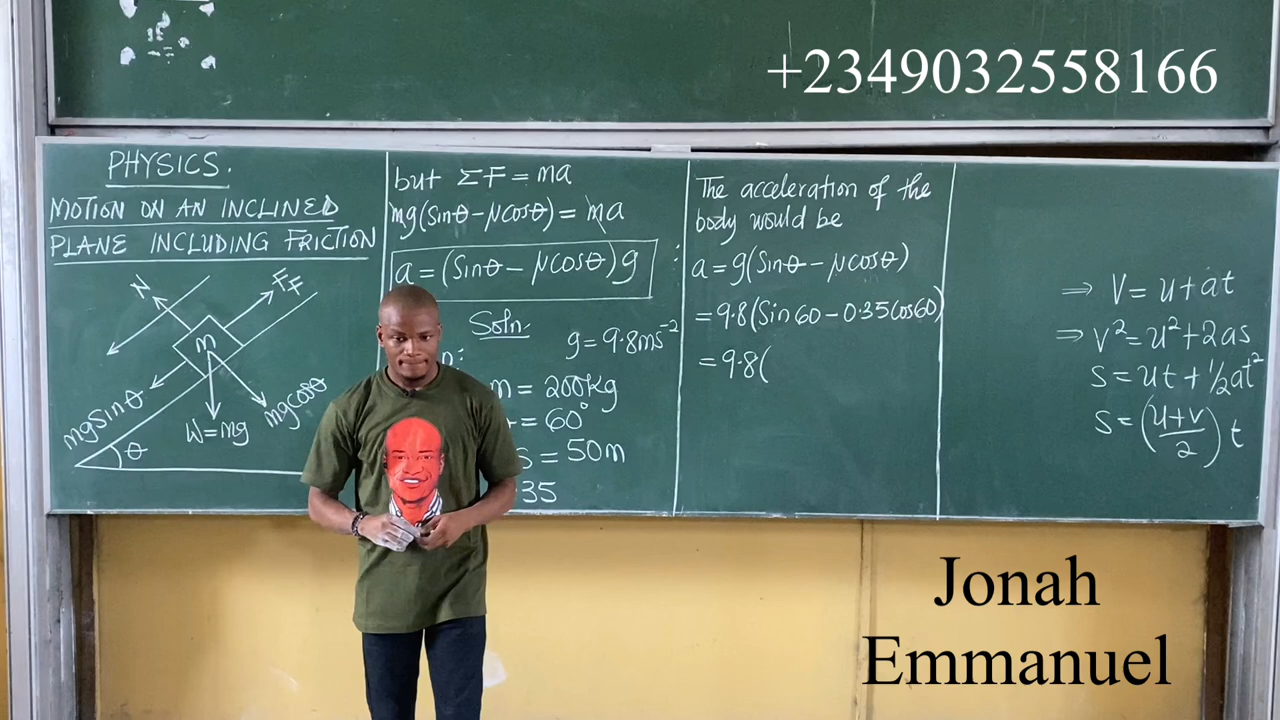 +2349032558166
PHYSICS.
MOTION ON AN INCLINED
PLANE INCLUDING FRICTION
N
FF
m
mgsinθ
W=mg
mgcosθ
θ
but ΣF = ma
mg(sinθ-μcosθ) = ma
a = (sinθ - μcosθ)g
Soln.
g = 9.8ms⁻²
m = 200kg
= 60°
s = 50m
35
The acceleration of the
body would be
a = g(sinθ - μcosθ)
= 9.8(sin 60 - 0.35cos60)
= 9.8(
⇒ V = u + at
⇒ v² = u² + 2as
s = ut + ½at²
s = (u+v/2) t
Jonah
Emmanuel